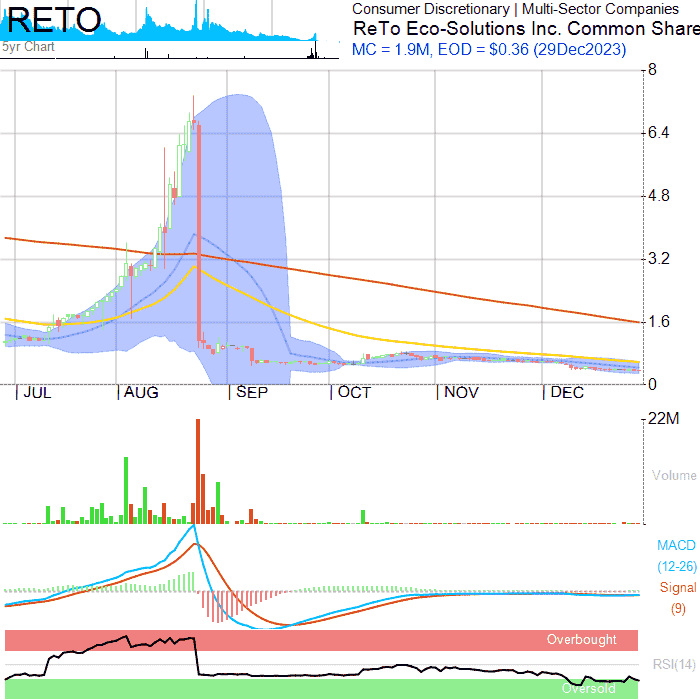 RETO
5yr Chart
Consumer Discretionary | Multi-Sector Companies
ReTo Eco-Solutions Inc. Common Share
MC = 1.9M, EOD = $0.36 (29Dec2023)
8
6.4
4.8
3.2
1.6
0
JUL AUG SEP OCT NOV DEC
22M
Volume
MACD
(12-26)
Signal
(9)
Overbought
RSI(14)
Oversold